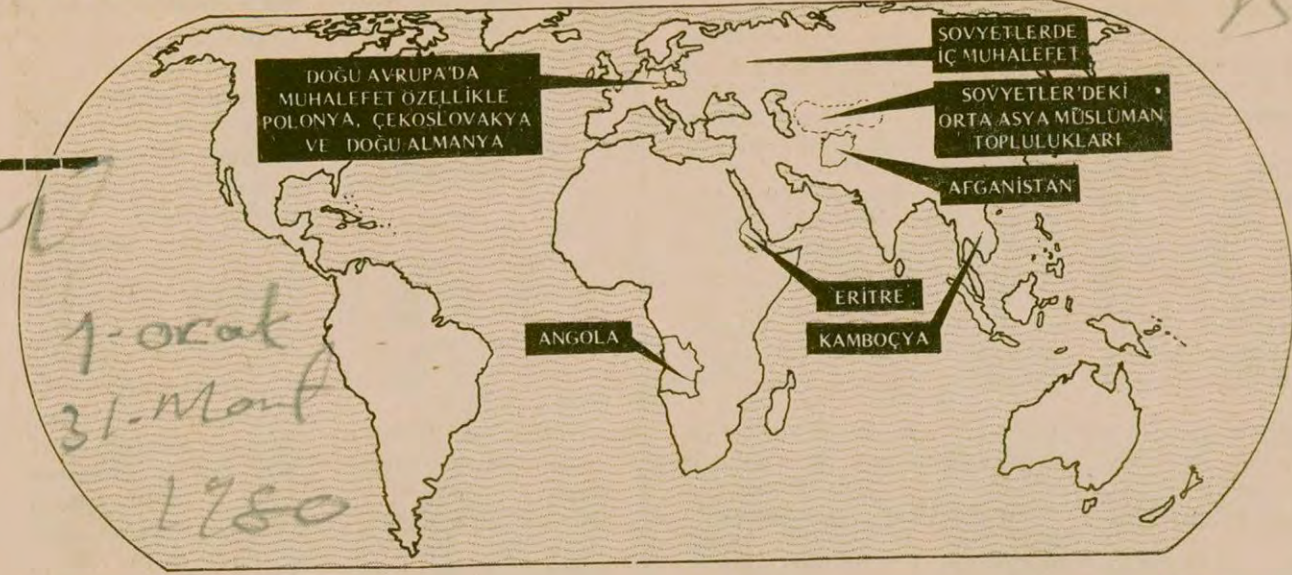 SOVYETLERDE
İÇ MUHALEFET
DOĞU AVRUPA'DA
MUHALEFET ÖZELLİKLE
POLONYA, ÇEKOSLOVAKYA
VE DOĞU ALMANYA
SOVYETLER'DEKİ
ORTA ASYA MÜSLÜMAN
TOPLULUKLARI
AFGANİSTAN
ERİTRE
ANGOLA
KAMBOÇYA
1-ocak
31-Mart
1980